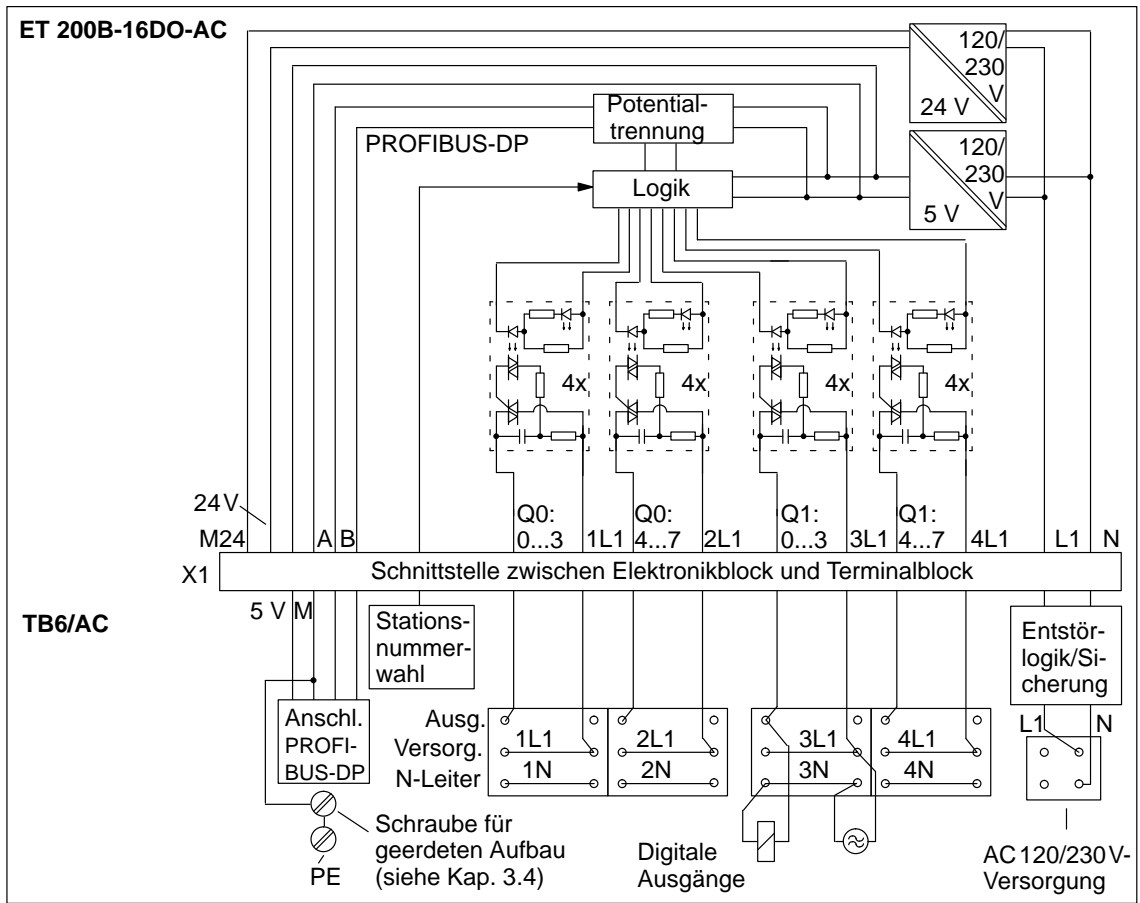 ET 200B-16DO-AC
120/
230
V
24 V
Potential-
trennung
PROFIBUS-DP
120/
230
V
5 V
Logik
4x
4x
4x
4x
24 V
M24
A
B
Q0:
0...3
1L1
Q0:
4...7
2L1
Q1:
0...3
3L1
Q1:
4...7
4L1
L1
N
X1
Schnittstelle zwischen Elektronikblock und Terminalblock
5 V
M
TB6/AC
Stations-
nummer-
wahl
Entstör-
logik/Si-
cherung
Anschl.
PROFI-
BUS-DP
Ausg.
Versorg.
N-Leiter
1L1
1N
2L1
2N
3L1
3N
4L1
4N
L1
N
Schraube für
geerdeten Aufbau
(siehe Kap. 3.4)
PE
Digitale
Ausgänge
AC 120/230 V-
Versorgung